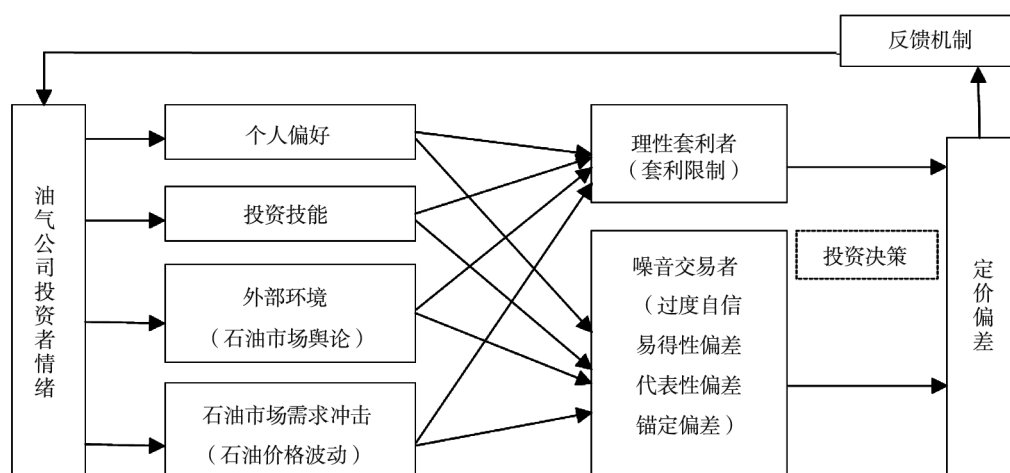 反馈机制
油气公司投资者情绪
个人偏好
投资技能
外部环境
（石油市场舆论）
石油市场需求冲击
（石油价格波动）
理性套利者
（套利限制）
噪音交易者
（过度自信
易得性偏差
代表性偏差
锚定偏差）
投资决策
定价偏差